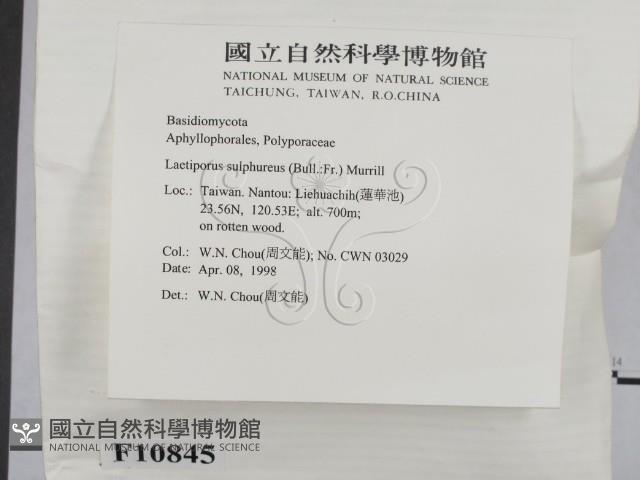 國立自然科學博物館
NATIONAL MUSEUM OF NATURAL SCIENCE
TAICHUNG, TAIWAN, R.O.CHINA
Basidiomycota
Aphyllophorales, Polyporaceae
Laetiporus sulphureus (Bull.:Fr.) Murrill
Loc.: Taiwan. Nantou: Liehuachih(蓮華池)
23.56N, 120.53E; alt. 700m;
on rotten wood.
Col.: W.N. Chou(周文能); No. CWN 03029
Date: Apr. 08, 1998
Det.: W.N. Chou(周文能)
14
國立自然科學博物館
NATIONAL MUSEUM OF NATURAL SCIENCE
F10845